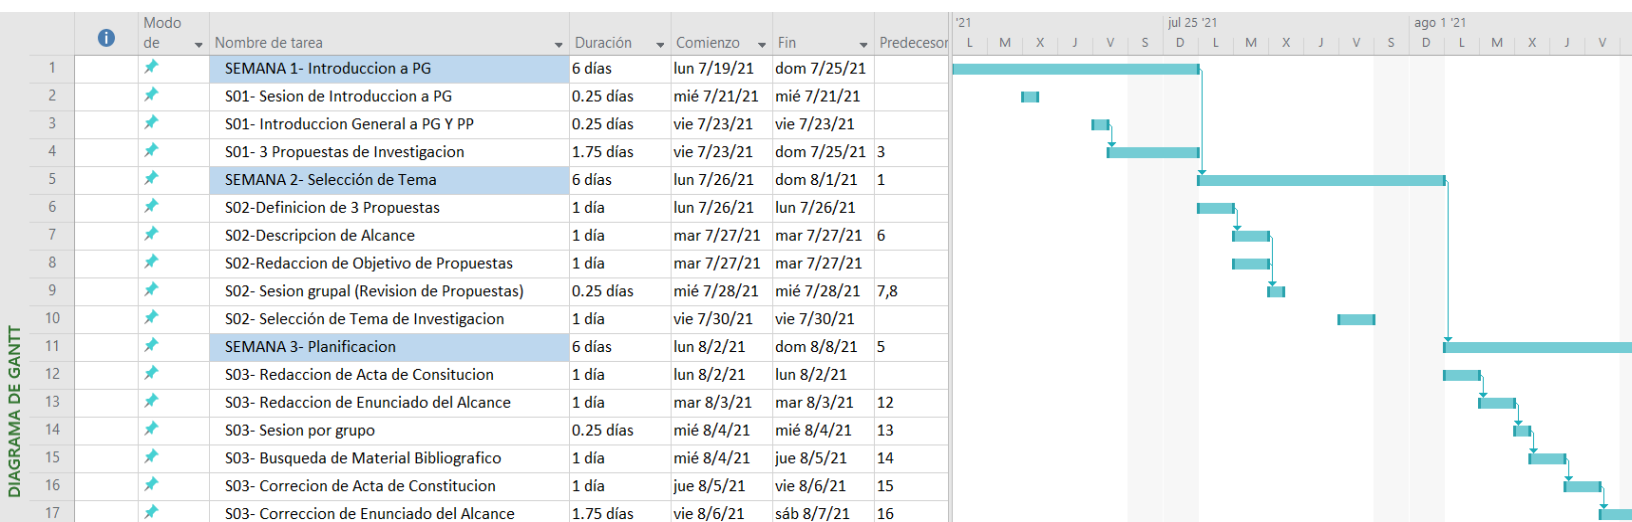 '21 jul 25 '21 ago 1 '21
Modo de Nombre de tarea Duración Comienzo Fin Predecesor L M X J V S D L M X J V S D L M X J V
1 SEMANA 1- Introduccion a PG 6 días lun 7/19/21 dom 7/25/21
2 S01- Sesion de Introduccion a PG 0.25 días mié 7/21/21 mié 7/21/21
3 S01- Introduccion General a PG Y PP 0.25 días vie 7/23/21 vie 7/23/21
4 S01- 3 Propuestas de Investigacion 1.75 días vie 7/23/21 dom 7/25/21 3
5 SEMANA 2- Selección de Tema 6 días lun 7/26/21 dom 8/1/21 1
6 S02-Definicion de 3 Propuestas 1 día lun 7/26/21 lun 7/26/21
7 S02-Descripcion de Alcance 1 día mar 7/27/21 mar 7/27/21 6
8 S02-Redaccion de Objetivo de Propuestas 1 día mar 7/27/21 mar 7/27/21
9 S02- Sesion grupal (Revision de Propuestas) 0.25 días mié 7/28/21 mié 7/28/21 7,8
10 S02- Selección de Tema de Investigacion 1 día vie 7/30/21 vie 7/30/21
11 SEMANA 3- Planificacion 6 días lun 8/2/21 dom 8/8/21 5
12 S03- Redaccion de Acta de Consitucion 1 día lun 8/2/21 lun 8/2/21
13 S03- Redaccion de Enunciado del Alcance 1 día mar 8/3/21 mar 8/3/21 12
14 S03- Sesion por grupo 0.25 días mié 8/4/21 mié 8/4/21 13
15 S03- Busqueda de Material Bibliografico 1 día mié 8/4/21 jue 8/5/21 14
16 S03- Correcion de Acta de Constitucion 1 día jue 8/5/21 vie 8/6/21 15
17 S03- Correccion de Enunciado del Alcance 1.75 días vie 8/6/21 sáb 8/7/21 16
DIAGRAMA DE GANTT